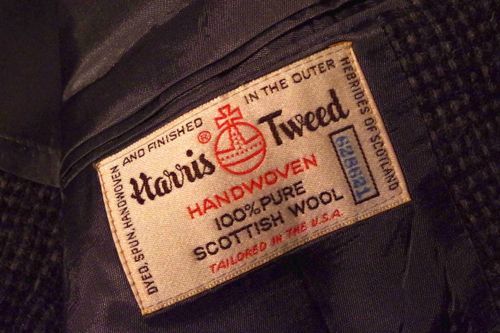 DYED, SPUN, HANDWOVEN AND FINISHED IN THE OUTER HEBRIDES OF SCOTLAND
Harris Tweed
®
HANDWOVEN
100% PURE
SCOTTISH WOOL
TAILORED IN THE U.S.A.
628621